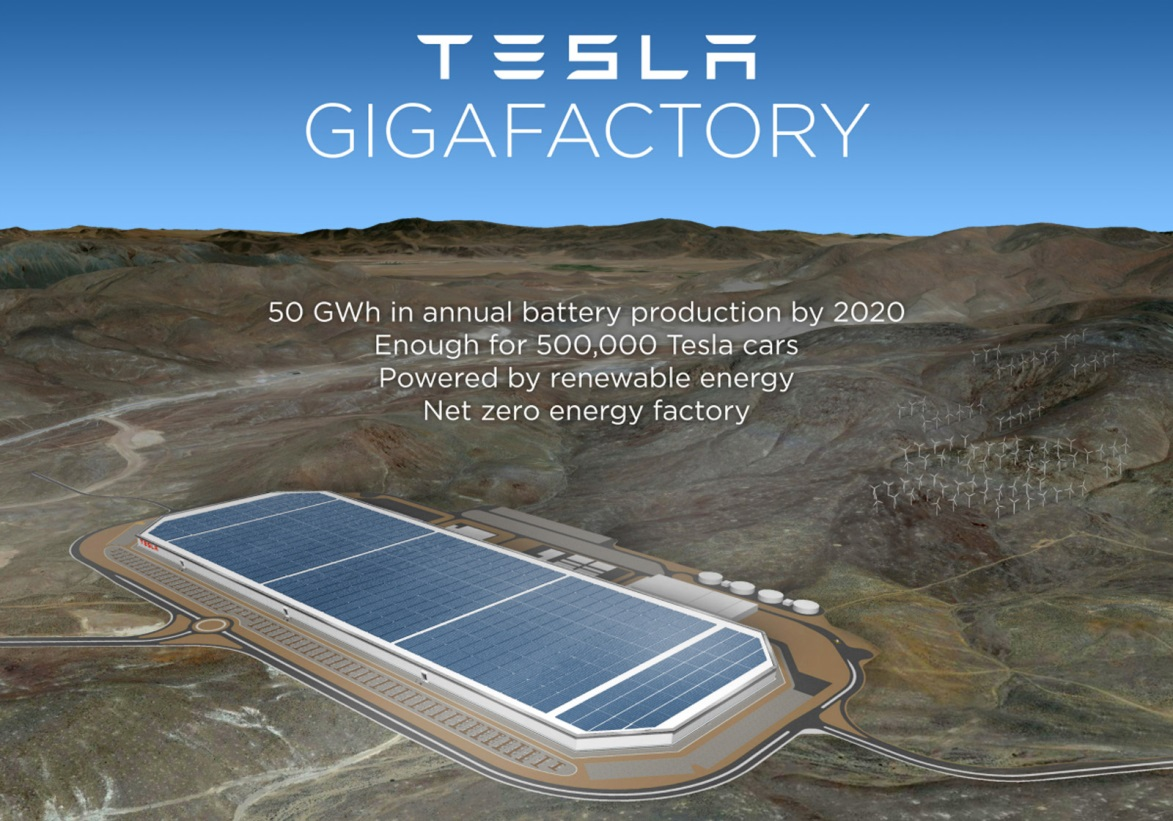 TESLA
GIGAFACTORY
50 GWh in annual battery production by 2020
Enough for 500,000 Tesla cars
Powered by renewable energy
Net zero energy factory
TESLA